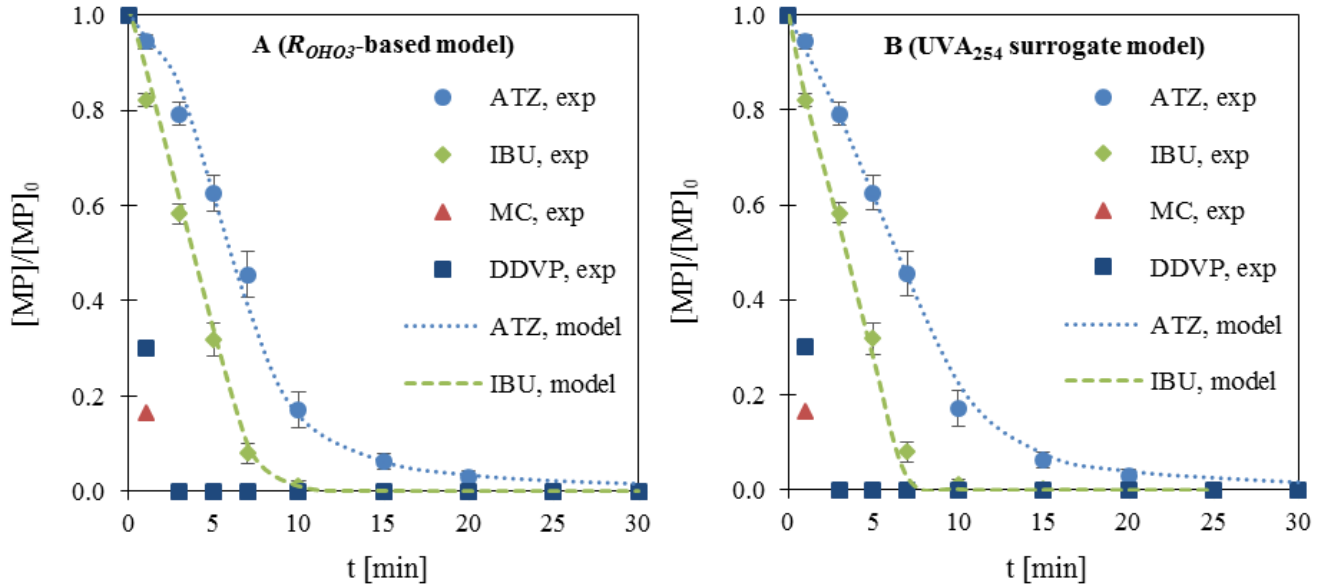 A (R_OHO3-based model)
[MP]/[MP]0
1.0
0.8
0.6
0.4
0.2
0.0
ATZ, exp
IBU, exp
MC, exp
DDVP, exp
ATZ, model
IBU, model
0 5 10 15 20 25 30
t [min]
B (UVA254 surrogate model)
[MP]/[MP]0
1.0
0.8
0.6
0.4
0.2
0.0
ATZ, exp
IBU, exp
MC, exp
DDVP, exp
ATZ, model
IBU, model
0 5 10 15 20 25 30
t [min]